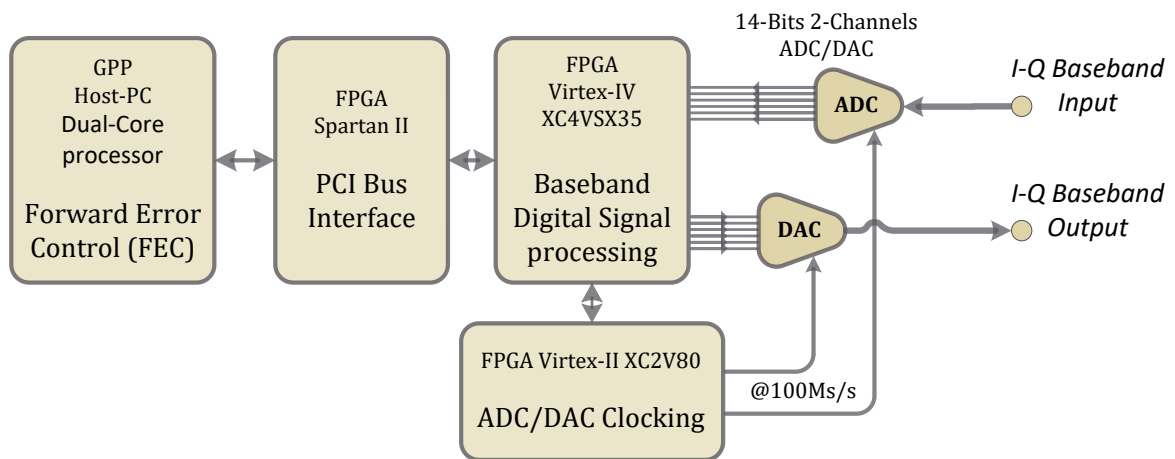 GPP
Host-PC
Dual-Core
processor
Forward Error
Control (FEC)
FPGA
Spartan II
PCI Bus
Interface
FPGA
Virtex-IV
XC4VSX35
Baseband
Digital Signal
processing
14-Bits 2-Channels
ADC/DAC
ADC
I-Q Baseband
Input
DAC
I-Q Baseband
Output
FPGA Virtex-II XC2V80
ADC/DAC Clocking
@100Ms/s